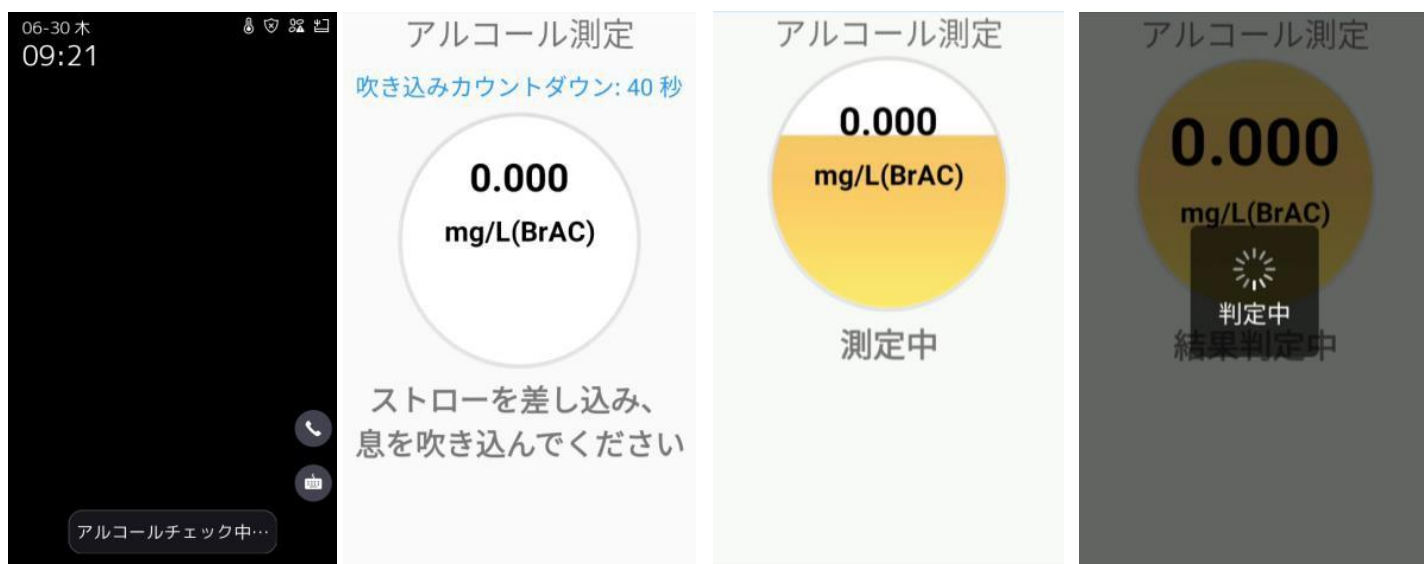 06-30 木
09:21
アルコールチェック中…
アルコール測定
吹き込みカウントダウン: 40 秒
0.000
mg/L(BrAC)
ストローを差し込み、
息を吹き込んでください
アルコール測定
0.000
mg/L(BrAC)
測定中
アルコール測定
0.000
mg/L(BrAC)
判定中
結果判定中